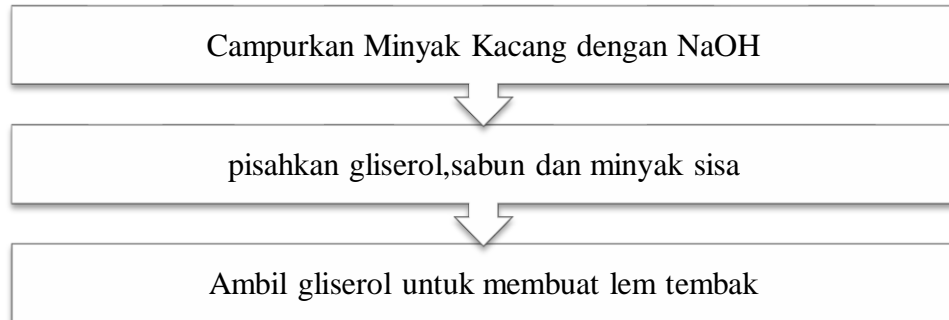 Campurkan Minyak Kacang dengan NaOH
pisahkan gliserol,sabun dan minyak sisa
Ambil gliserol untuk membuat lem tembak